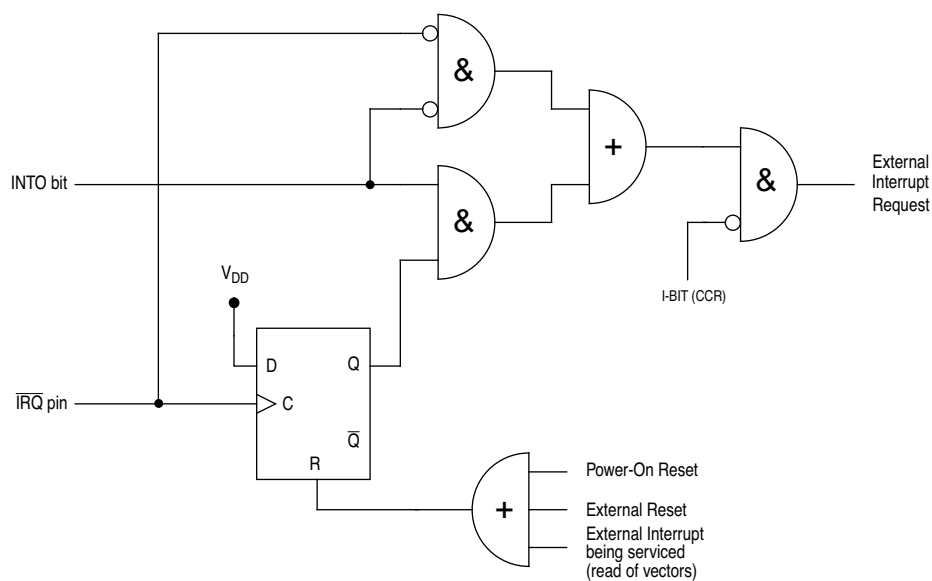 &
INTO bit
&
+
&
External
Interrupt
Request
VDD
I-BIT (CCR)
D
Q
IRQ pin
C
Q
R
+
Power-On Reset
External Reset
External Interrupt
being serviced
(read of vectors)